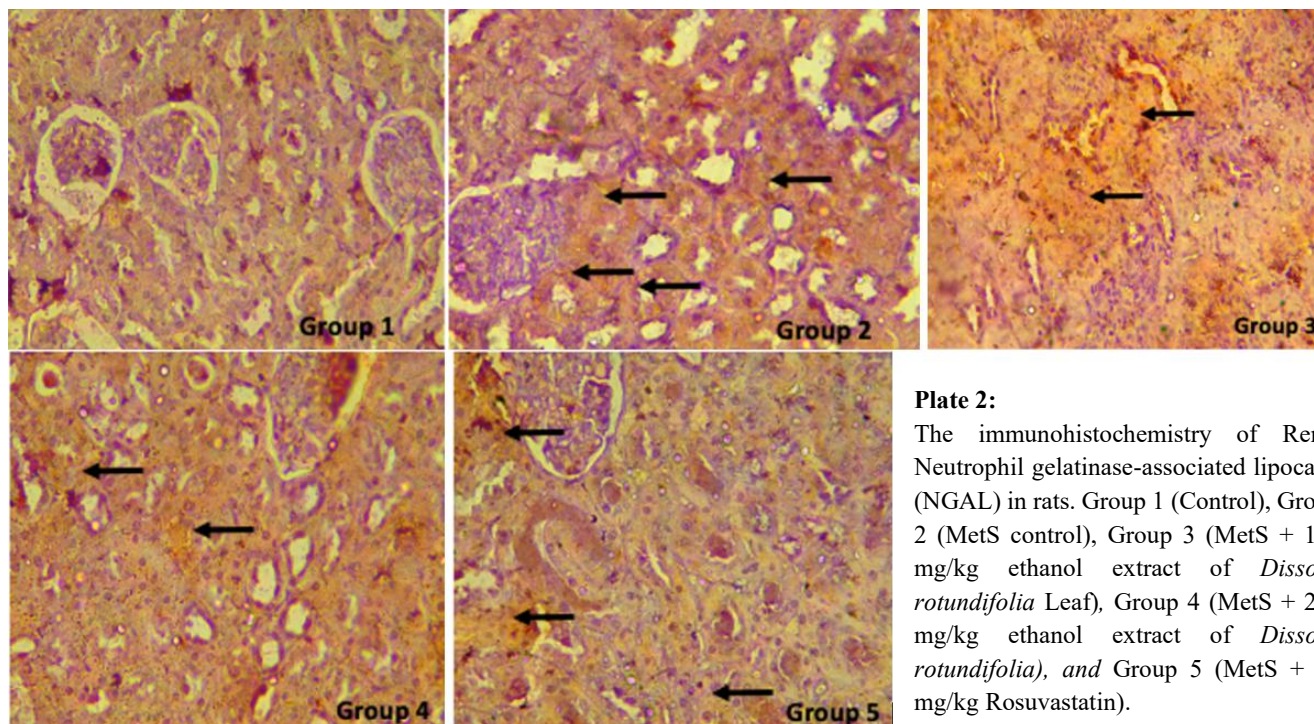 Group 1
Group 2
Group 3
Group 4
Group 5
Plate 2:
The immunohistochemistry of Re
Neutrophil gelatinase-associated lipoca
(NGAL) in rats. Group 1 (Control), Gro
2 (MetS control), Group 3 (MetS + 1
mg/kg ethanol extract of Disso
rotundifolia Leaf), Group 4 (MetS + 2
mg/kg ethanol extract of Disso
rotundifolia), and Group 5 (MetS +
mg/kg Rosuvastatin).